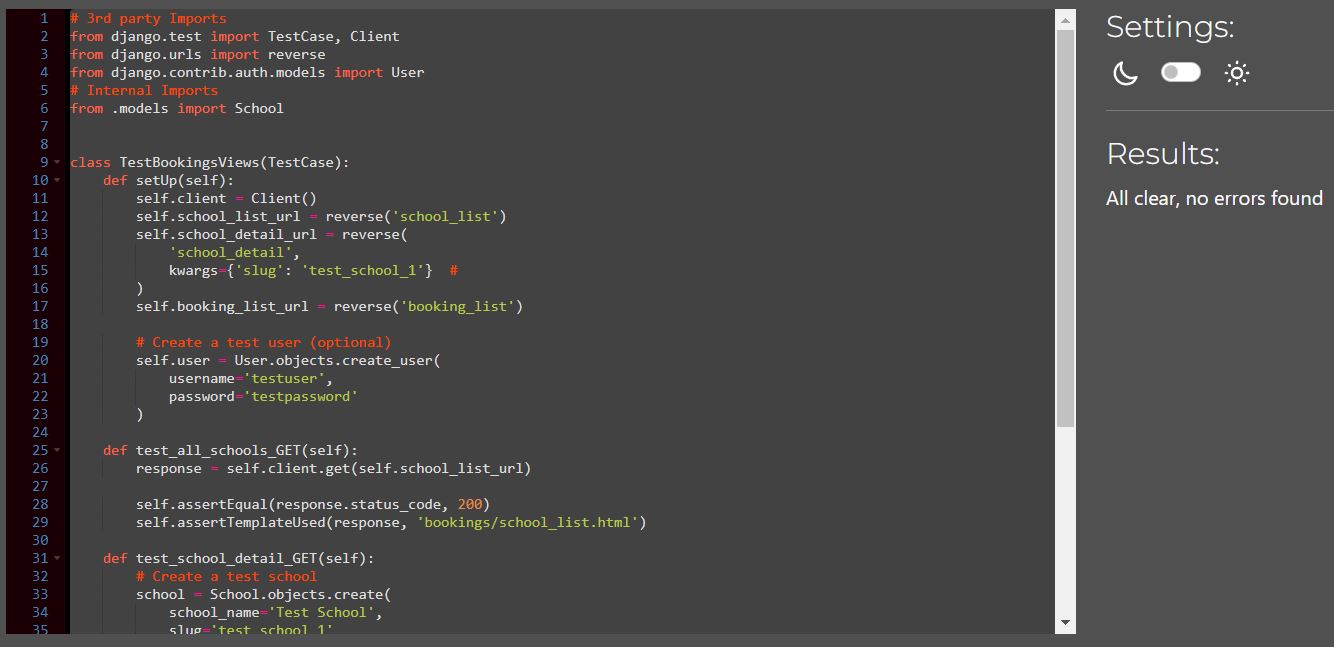 1 # 3rd party Imports
2 from django.test import TestCase, Client
3 from django.urls import reverse
4 from django.contrib.auth.models import User
5 # Internal Imports
6 from .models import School
7
8
9 class TestBookingsViews(TestCase):
10     def setUp(self):
11         self.client = Client()
12         self.school_list_url = reverse('school_list')
13         self.school_detail_url = reverse(
14             'school_detail',
15             kwargs={'slug': 'test_school_1'}  #
16         )
17         self.booking_list_url = reverse('booking_list')
18
19         # Create a test user (optional)
20         self.user = User.objects.create_user(
21             username='testuser',
22             password='testpassword'
23         )
24
25     def test_all_schools_GET(self):
26         response = self.client.get(self.school_list_url)
27
28         self.assertEqual(response.status_code, 200)
29         self.assertTemplateUsed(response, 'bookings/school_list.html')
30
31     def test_school_detail_GET(self):
32         # Create a test school
33         school = School.objects.create(
34             school_name='Test School',
35             slug='test_school_1'
Settings:
Results:
All clear, no errors found